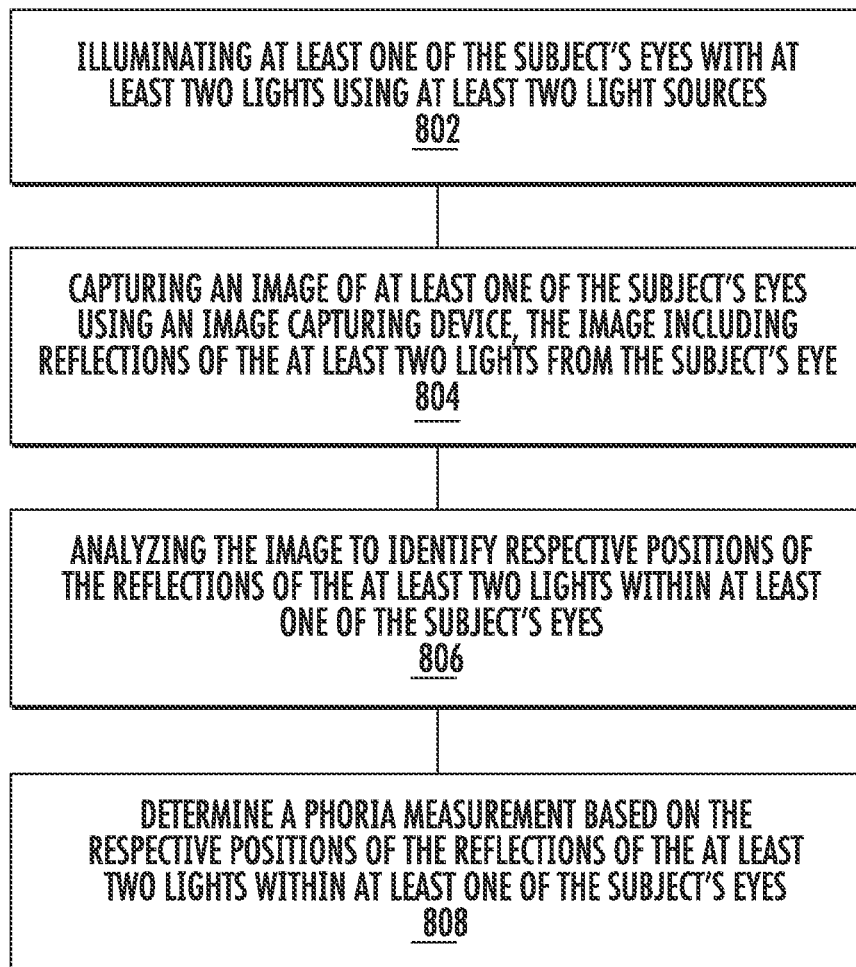 ILLUMINATING AT LEAST ONE OF THE SUBJECT'S EYES WITH AT
LEAST TWO LIGHTS USING AT LEAST TWO LIGHT SOURCES
802
CAPTURING AN IMAGE OF AT LEAST ONE OF THE SUBJECT'S EYES
USING AN IMAGE CAPTURING DEVICE, THE IMAGE INCLUDING
REFLECTIONS OF THE AT LEAST TWO LIGHTS FROM THE SUBJECT'S EYE
804
ANALYZING THE IMAGE TO IDENTIFY RESPECTIVE POSITIONS OF
THE REFLECTIONS OF THE AT LEAST TWO LIGHTS WITHIN AT LEAST
ONE OF THE SUBJECT'S EYES
806
DETERMINE A PHORIA MEASUREMENT BASED ON THE
RESPECTIVE POSITIONS OF THE REFLECTIONS OF THE AT LEAST
TWO LIGHTS WITHIN AT LEAST ONE OF THE SUBJECT'S EYES
808